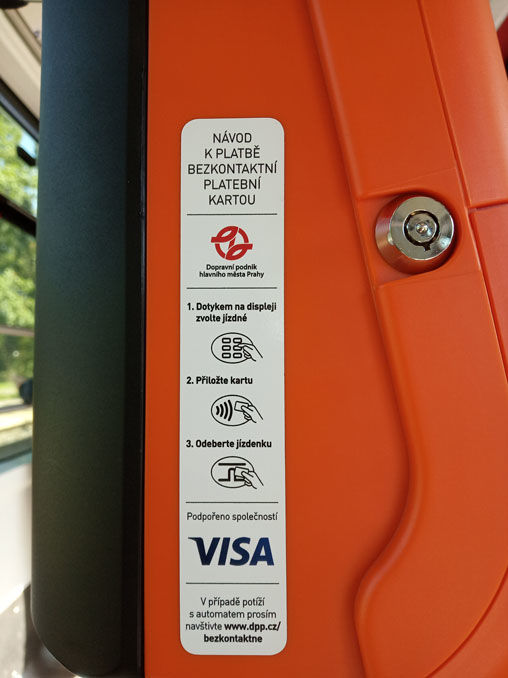 NÁVOD
K PLATBĚ
BEZKONTAKTNÍ
PLATEBNÍ
KARTOU
Dopravní podnik
hlavního města Prahy
1. Dotykem na displeji
zvolte jízdné
2. Přiložte kartu
3. Odeberte jízdenku
Podpořeno společností
VISA
V případě potíží
s automatem prosím
navštivte www.dpp.cz/
bezkontaktne